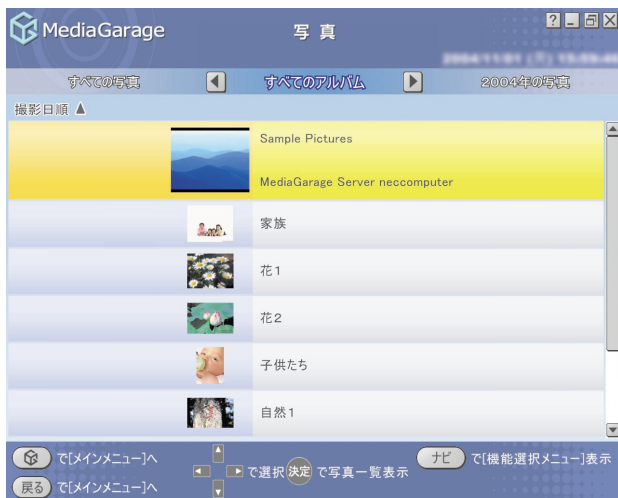 MediaGarage
写 真
すべての写真
すべてのアルバム
2004年の写真
撮影日順 ▲
Sample Pictures
MediaGarage Server neccomputer
家族
花1
花2
子供たち
自然1
で[メインメニュー]へ
戻る で[メインメニュー]へ
で選択 決定 で写真一覧表示
ナビ で[機能選択メニュー]表示